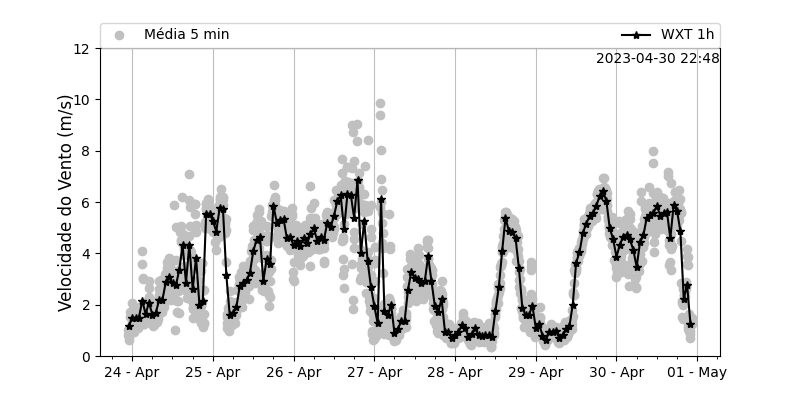 Média 5 min
WXT 1h
2023-04-30 22:48
Velocidade do Vento (m/s)
12
10
8
6
4
2
0
24 - Apr
25 - Apr
26 - Apr
27 - Apr
28 - Apr
29 - Apr
30 - Apr
01 - May